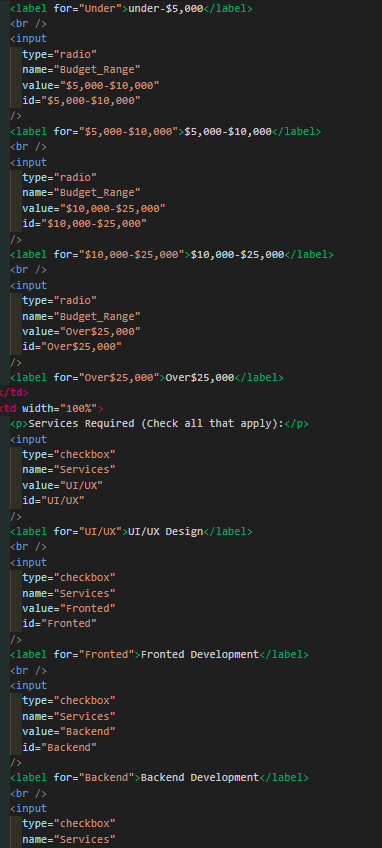 <label for="Under">under-$5,000</label>
<br />
<input
type="radio"
name="Budget_Range"
value="$5,000-$10,000"
id="$5,000-$10,000"
/>
<label for="$5,000-$10,000">$5,000-$10,000</label>
<br />
<input
type="radio"
name="Budget_Range"
value="$10,000-$25,000"
id="$10,000-$25,000"
/>
<label for="$10,000-$25,000">$10,000-$25,000</label>
<br />
<input
type="radio"
name="Budget_Range"
value="Over$25,000"
id="Over$25,000"
/>
<label for="Over$25,000">Over$25,000</label>
</td>
<td width="100%">
<p>Services Required (Check all that apply):</p>
<input
type="checkbox"
name="Services"
value="UI/UX"
id="UI/UX"
/>
<label for="UI/UX">UI/UX Design</label>
<br />
<input
type="checkbox"
name="Services"
value="Fronted"
id="Fronted"
/>
<label for="Fronted">Fronted Development</label>
<br />
<input
type="checkbox"
name="Services"
value="Backend"
id="Backend"
/>
<label for="Backend">Backend Development</label>
<br />
<input
type="checkbox"
name="Services"